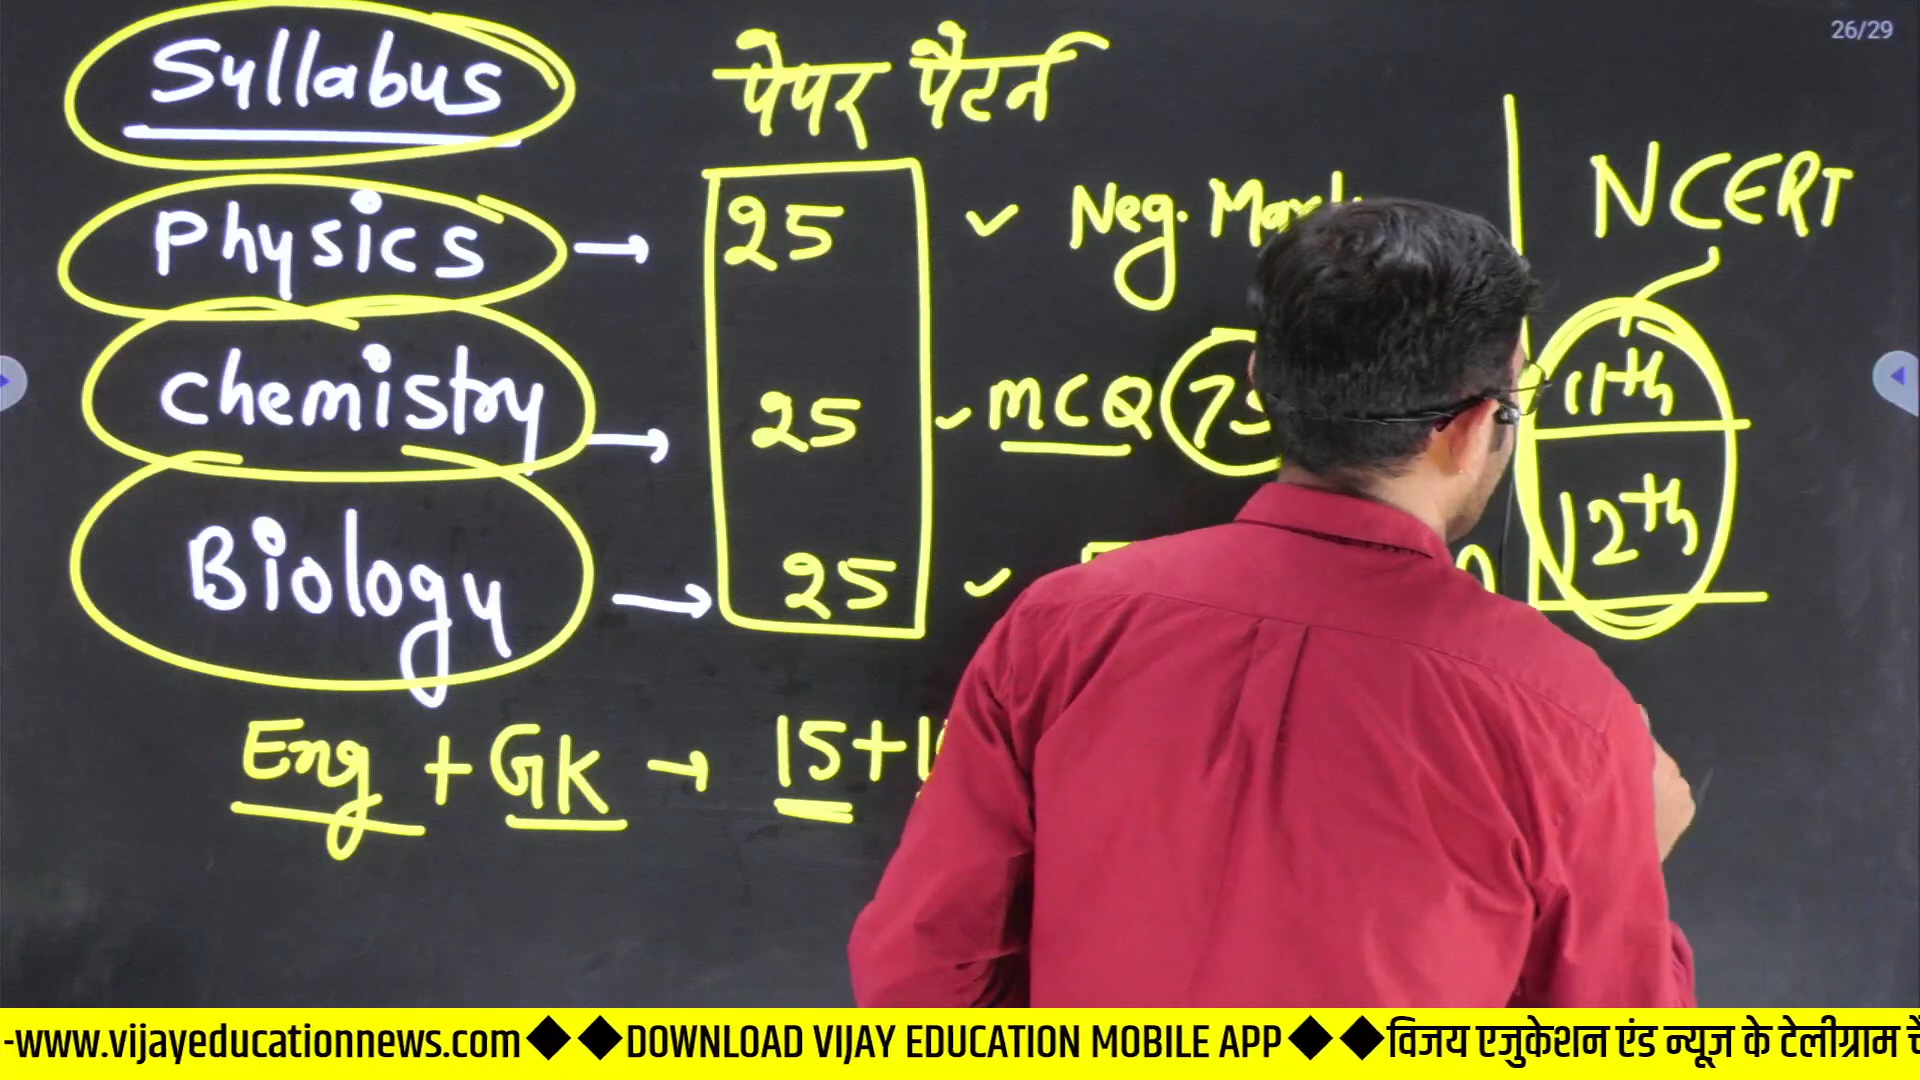 26/29
Syllabus
पेपर पैटर्न
NCERT
Physics → 25 ✓ Neg.
chemistry → 25 ✓ MCQ
11th
12th
Biology → 25 ✓
Eng + GK → 15+
-www.vijayeducationnews.com◆◆DOWNLOAD VIJAY EDUCATION MOBILE APP◆◆विजय एजुकेशन एंड न्यूज के टेलीग्राम